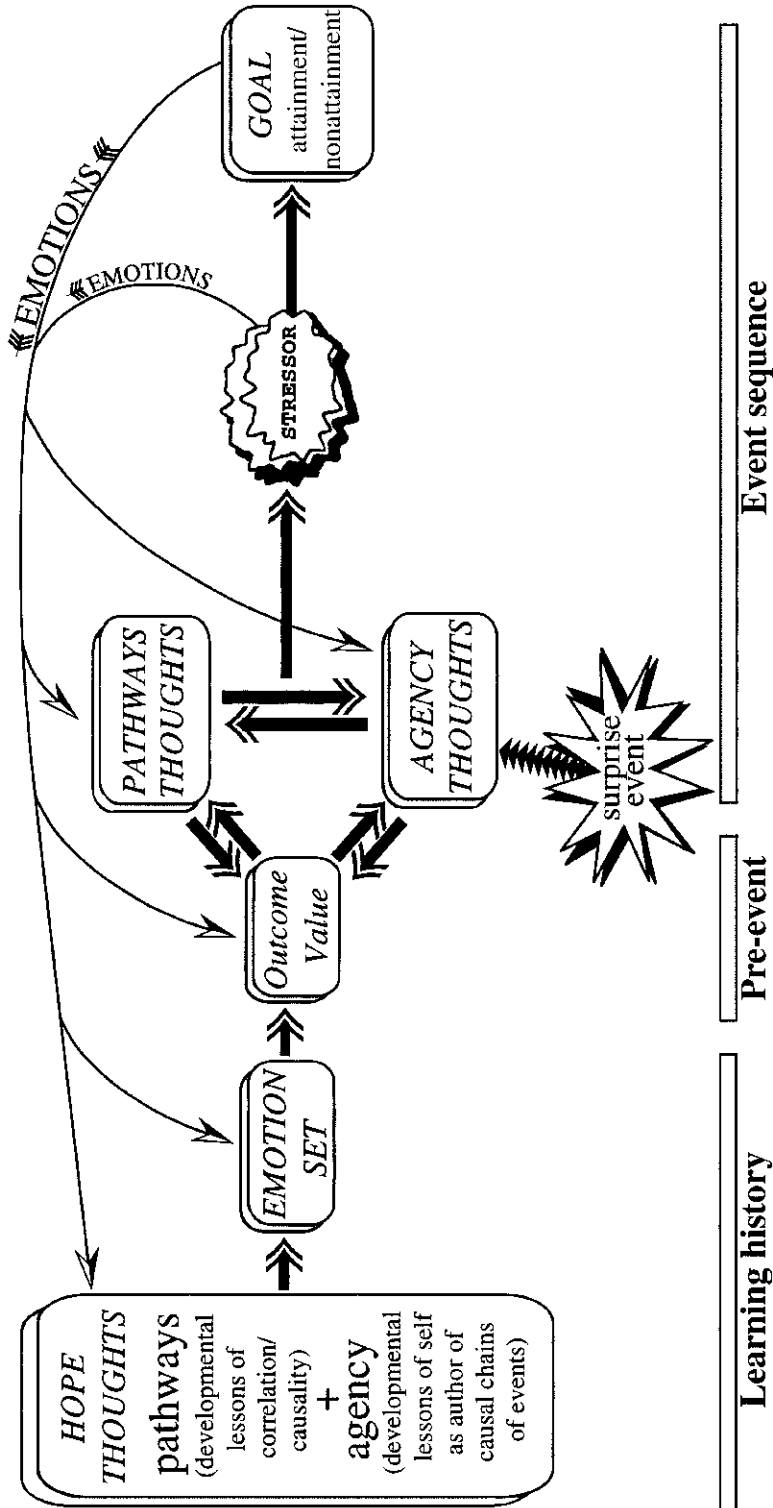 HOPE
THOUGHTS
pathways
(developmental
lessons of
correlation/
causality)
+
agency
(developmental
lessons of self
as author of
causal chains
of events)
EMOTION
SET
Outcome
Value
PATHWAYS
THOUGHTS
AGENCY
THOUGHTS
surprise
event
STRESSOR
EMOTIONS
EMOTIONS
GOAL
attainment/
nonattainment
Learning history
Pre-event
Event sequence